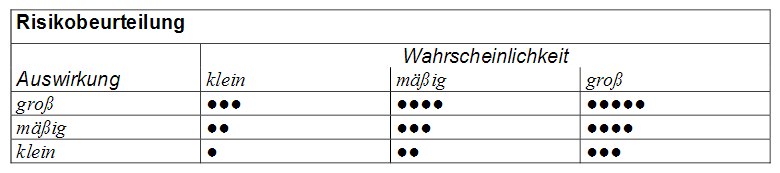 Risikobeurteilung
Wahrscheinlichkeit
Auswirkung klein mäßig groß
groß ●●● ●●●● ●●●●●
mäßig ●● ●●● ●●●●
klein ● ●● ●●●